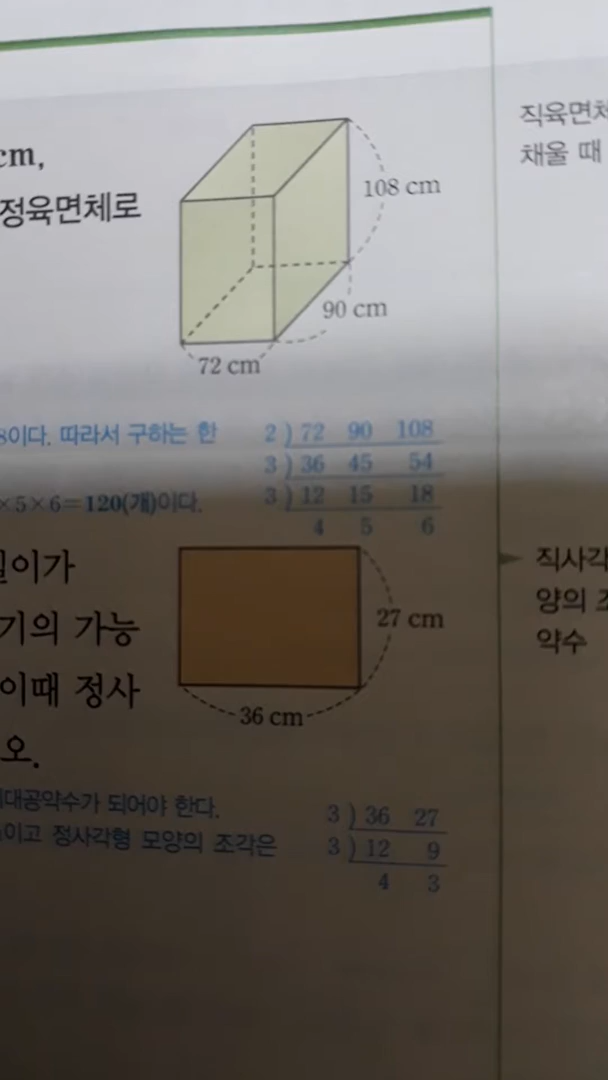 cm,
정육면체로
108 cm
90 cm
72 cm
직육면체
채울 때
8이다. 따라서 구하는 한
×5×6=120(개)이다.
2 ) 72 90 108
3 ) 36 45 54
3 ) 12 15 18
4 5 6
길이가
기의 가능
이때 정사
오.
27 cm
36 cm
직사각
양의 조
약수
대공약수가 되어야 한다.
이고 정사각형 모양의 조각은
3 ) 36 27
3 ) 12 9
4 3